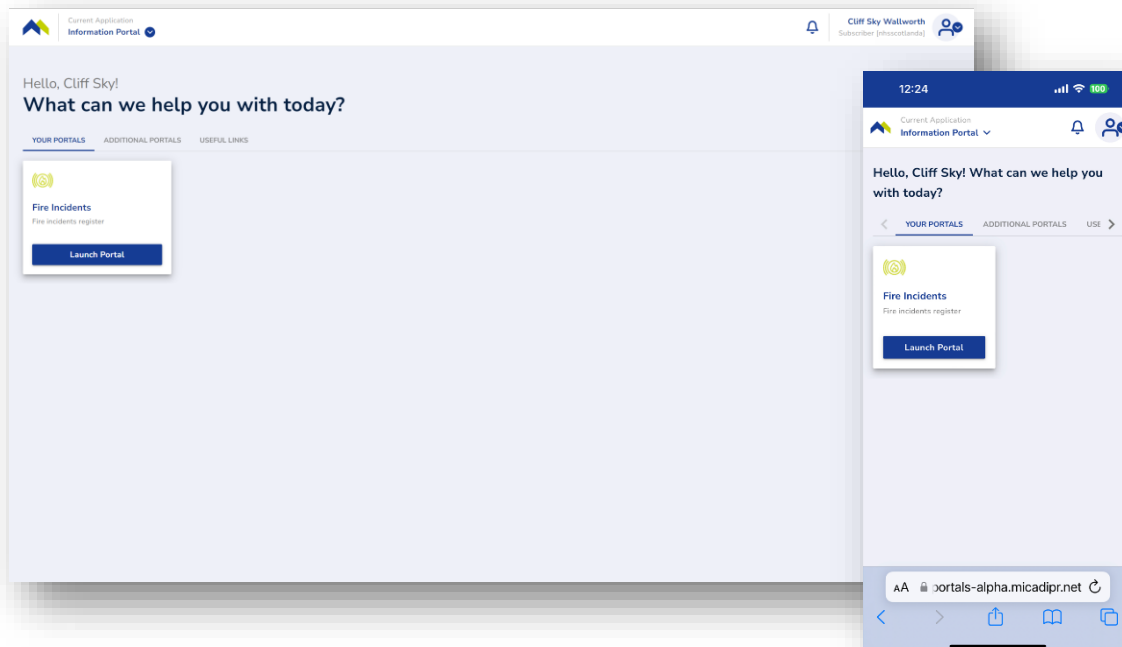 Current Application
Information Portal
Cliff Sky Wallworth
Subscriber [nhsscotlanda]
Hello, Cliff Sky!
What can we help you with today?
YOUR PORTALS ADDITIONAL PORTALS USEFUL LINKS
Fire Incidents
Fire incidents register
Launch Portal
12:24
100
Current Application
Information Portal
Hello, Cliff Sky! What can we help you
with today?
YOUR PORTALS ADDITIONAL PORTALS USE
Fire Incidents
Fire incidents register
Launch Portal
AA portals-alpha.micadipr.net